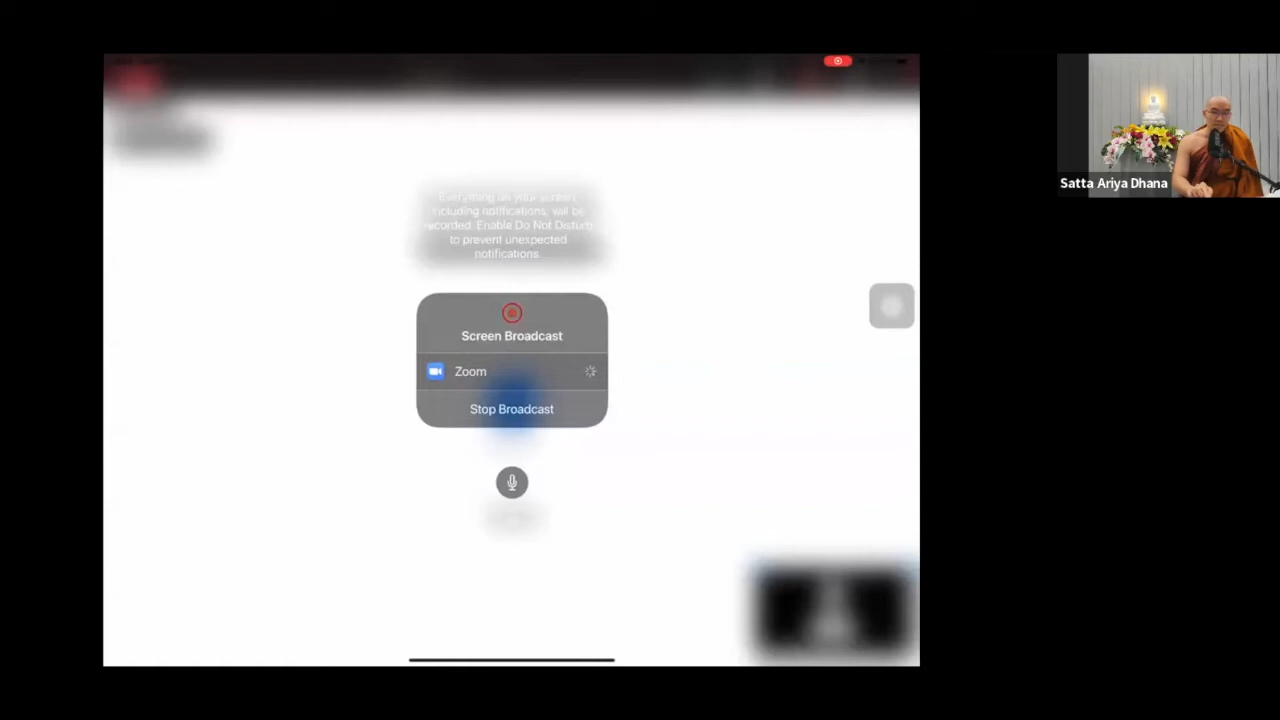 Everything on your screen,
including notifications, will be
recorded. Enable Do Not Disturb
to prevent unexpected
notifications.
Screen Broadcast
Zoom
Stop Broadcast
Satta Ariya Dhana